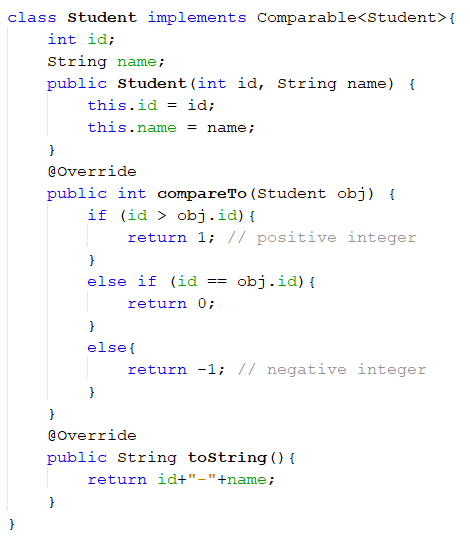 class Student implements Comparable<Student>{
    int id;
    String name;
    public Student(int id, String name) {
        this.id = id;
        this.name = name;
    }
    @Override
    public int compareTo(Student obj) {
        if (id > obj.id){
            return 1; // positive integer
        }
        else if (id == obj.id){
            return 0;
        }
        else{
            return -1; // negative integer
        }
    }
    @Override
    public String toString(){
        return id+"-"+name;
    }
}